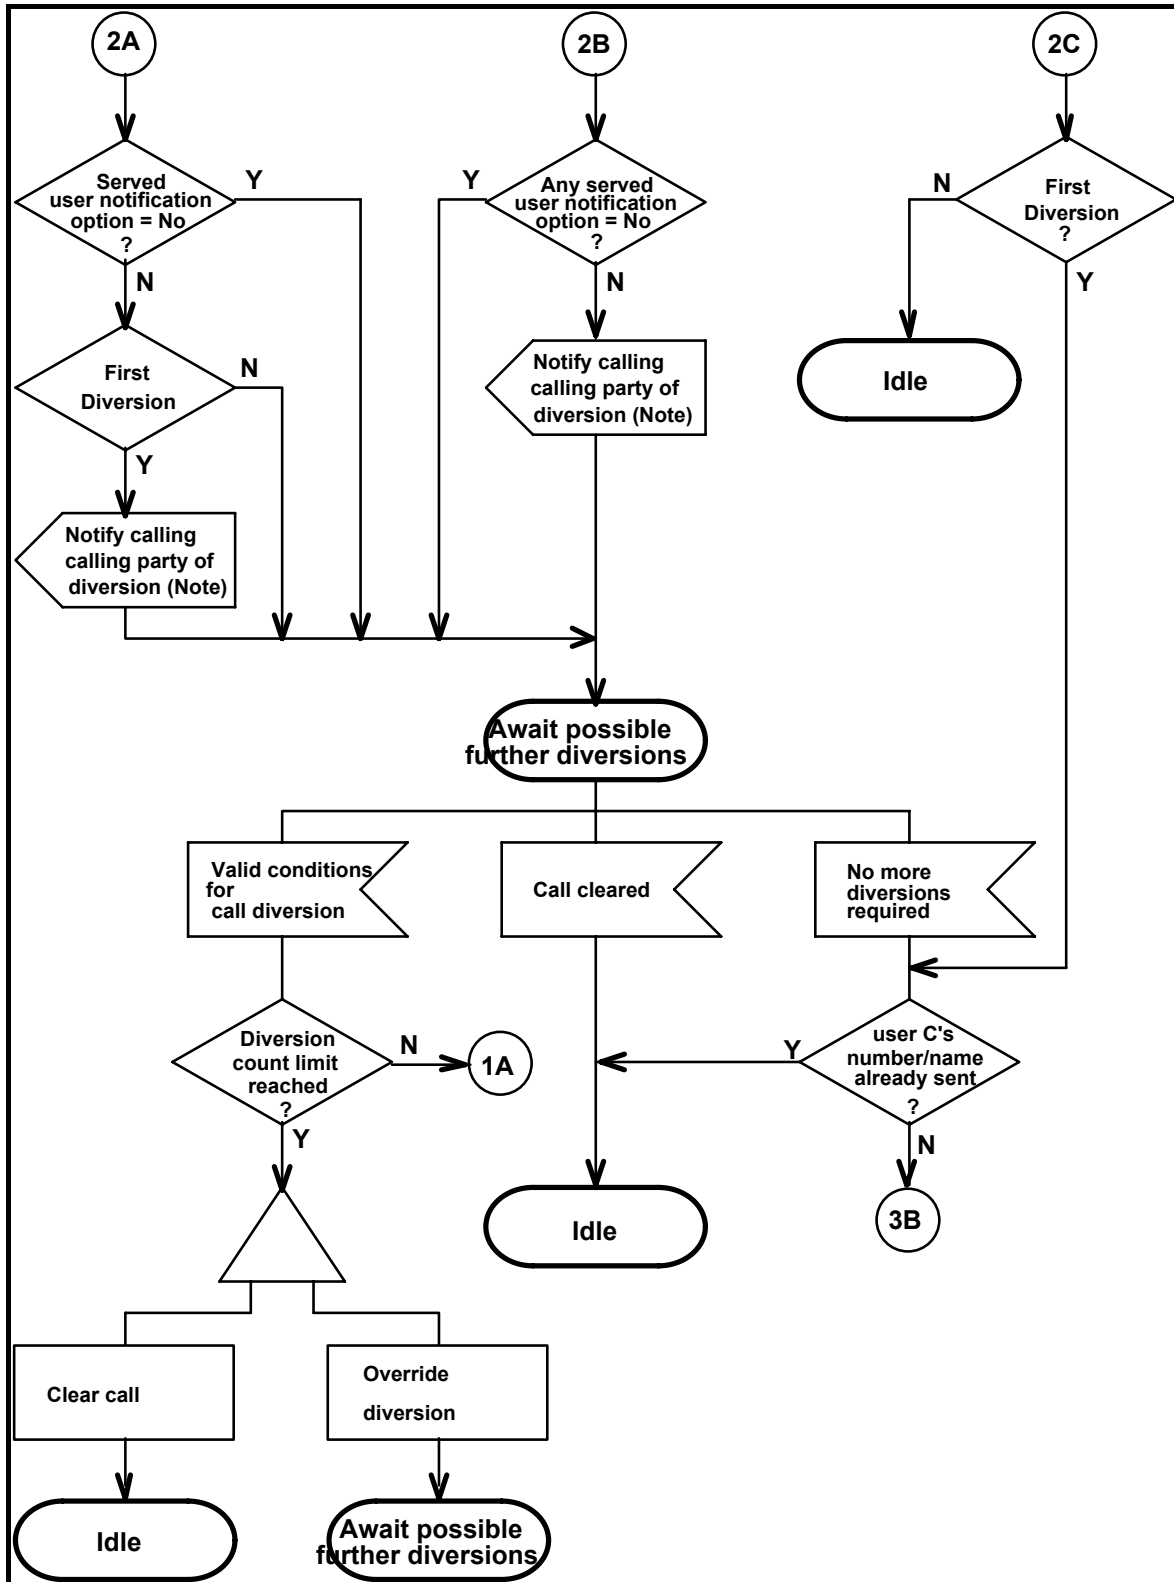 2A
2B
2C
Served
user notification
option = No
?
Y
N
Y
Any served
user notification
option = No
?
N
N
First
Diversion
?
Y
First
Diversion
N
Y
Notify calling
calling party of
diversion (Note)
Idle
Notify calling
calling party of
diversion (Note)
Await possible
further diversions
Valid conditions
for
call diversion
Call cleared
No more
diversions
required
Diversion
count limit
reached
?
N
1A
Y
Y
user C's
number/name
already sent
?
N
3B
Idle
Clear call
Override
diversion
Idle
Await possible
further diversions